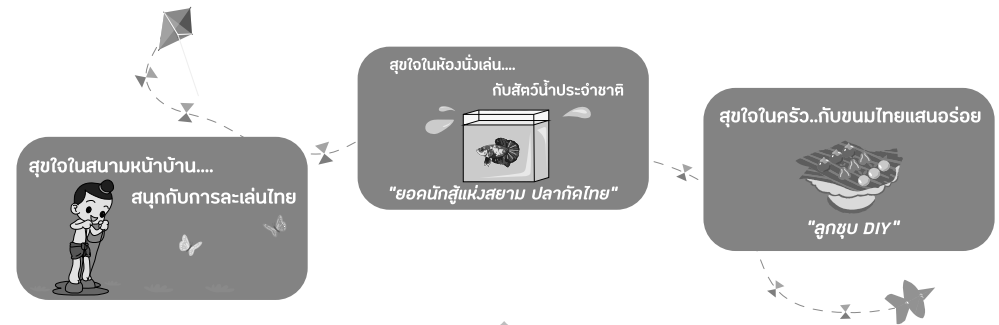 สุขใจในสนามหน้าบ้าน....
สนุกกับการละเล่นไทย
สุขใจในห้องนั่งเล่น....
กับสัตว์น้ำประจำชาติ
"ยอดนักสู้แห่งสยาม ปลากัดไทย"
สุขใจในครัว..กับขนมไทยแสนอร่อย
"ลูกชุบ DIY"